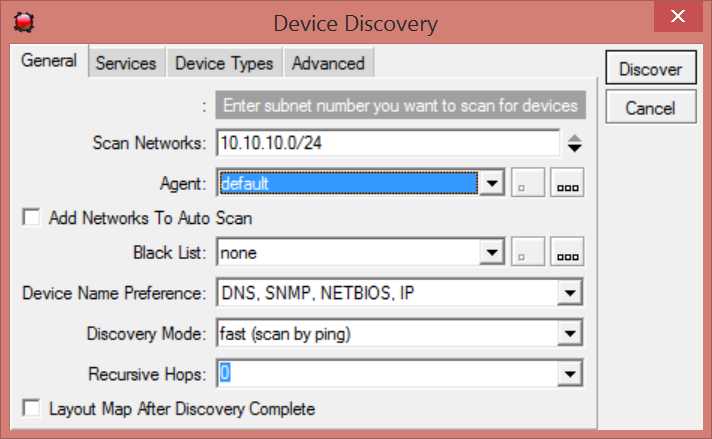 Device Discovery
General Services Device Types Advanced
Discover
Cancel
: Enter subnet number you want to scan for devices
Scan Networks: 10.10.10.0/24
Agent: default
Add Networks To Auto Scan
Black List: none
Device Name Preference: DNS, SNMP, NETBIOS, IP
Discovery Mode: fast (scan by ping)
Recursive Hops: 0
Layout Map After Discovery Complete